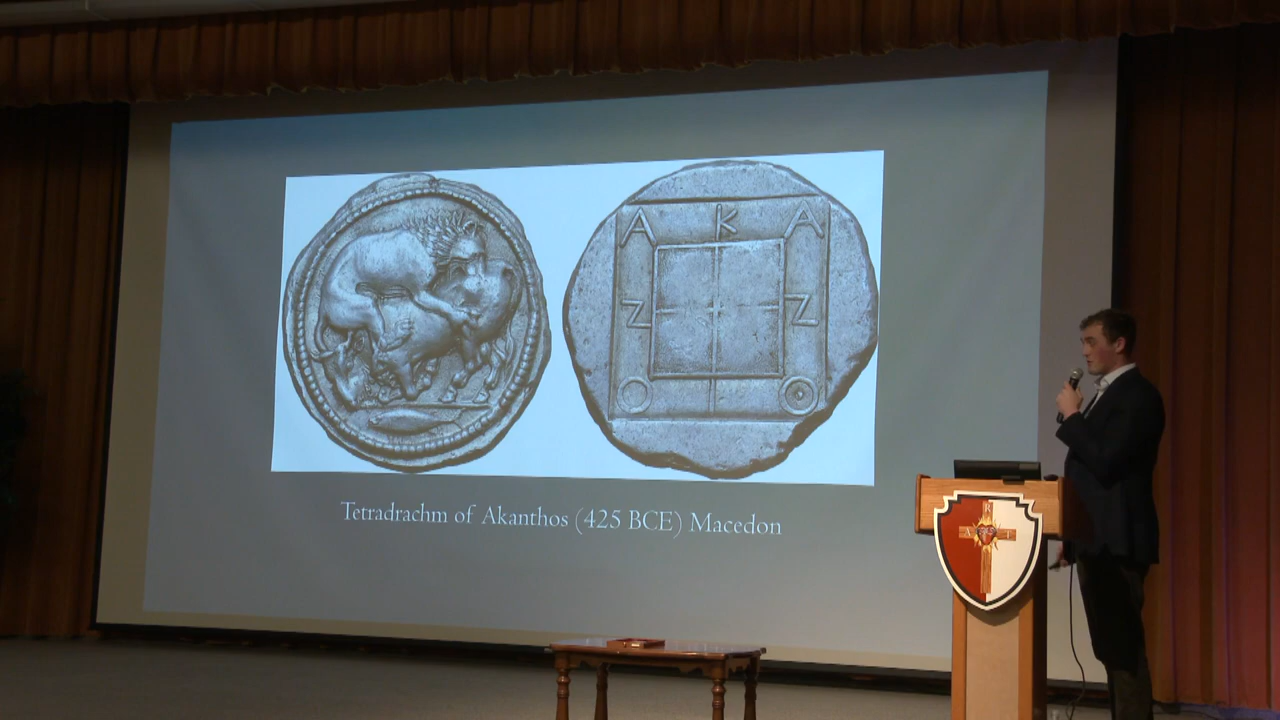 A K A
Z Z
O O
Tetradrachm of Akanthos (425 BCE) Macedon
R
A